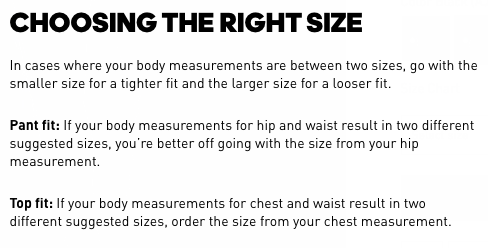 CHOOSING THE RIGHT SIZE
In cases where your body measurements are between two sizes, go with the
smaller size for a tighter fit and the larger size for a looser fit.
Pant fit: If your body measurements for hip and waist result in two different
suggested sizes, you're better off going with the size from your hip
measurement.
Top fit: If your body measurements for chest and waist result in two
different suggested sizes, order the size from your chest measurement.